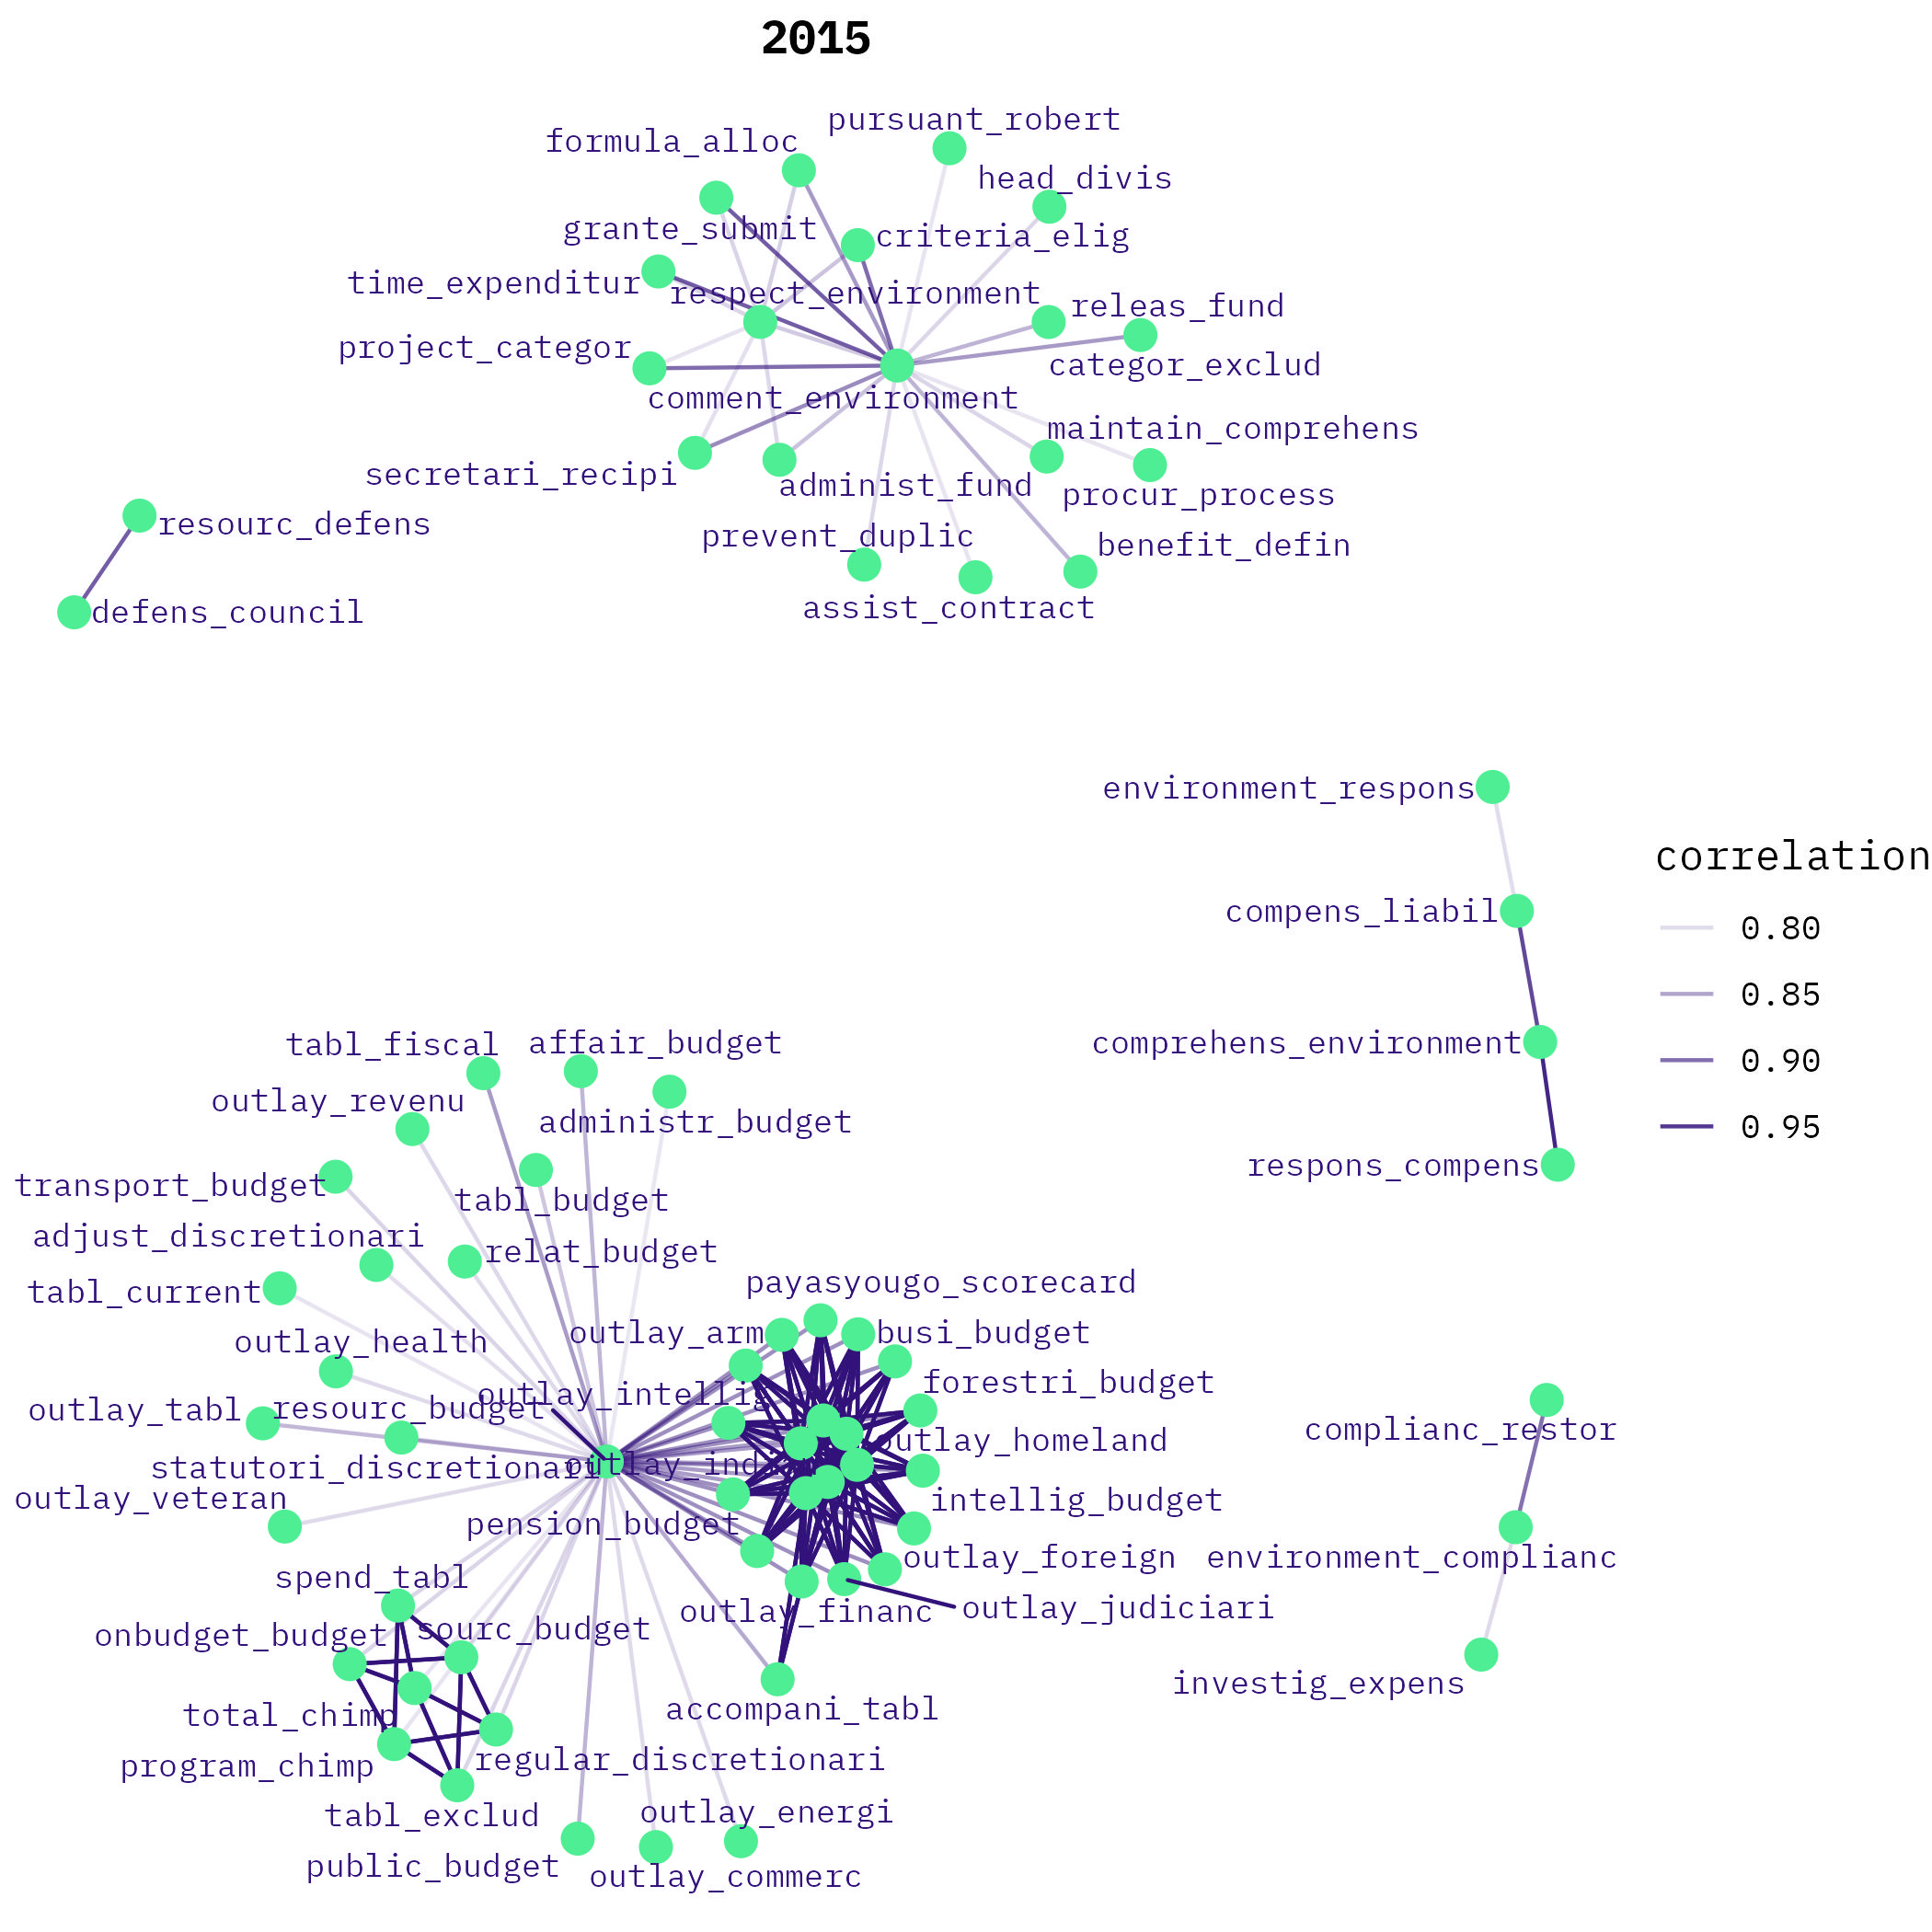 2015
pursuant_robert
formula_alloc
head_divis
grante_submit
criteria_elig
time_expenditur
respect_environment
releas_fund
project_categor
categor_exclud
comment_environment
maintain_comprehens
secretari_recipi
administ_fund
procur_process
resourc_defens
prevent_duplic
benefit_defin
defens_council
assist_contract
environment_respons
correlation
compens_liabil
0.80
0.85
comprehens_environment
0.90
0.95
respons_compens
tabl_fiscal
affair_budget
outlay_revenu
administr_budget
transport_budget
tabl_budget
adjust_discretionari
relat_budget
tabl_current
payasyougo_scorecard
outlay_health
outlay_arm
busi_budget
outlay_intellig
forestri_budget
outlay_tabl
resourc_budget
complianc_restor
outlay_homeland
statutori_discretionari
outlay_veteran
intellig_budget
pension_budget
outlay_foreign
environment_complianc
spend_tabl
outlay_financ
outlay_judiciari
onbudget_budget
sourc_budget
investig_expens
total_chimp
accompani_tabl
program_chimp
regular_discretionari
tabl_exclud
outlay_energi
public_budget
outlay_commerc